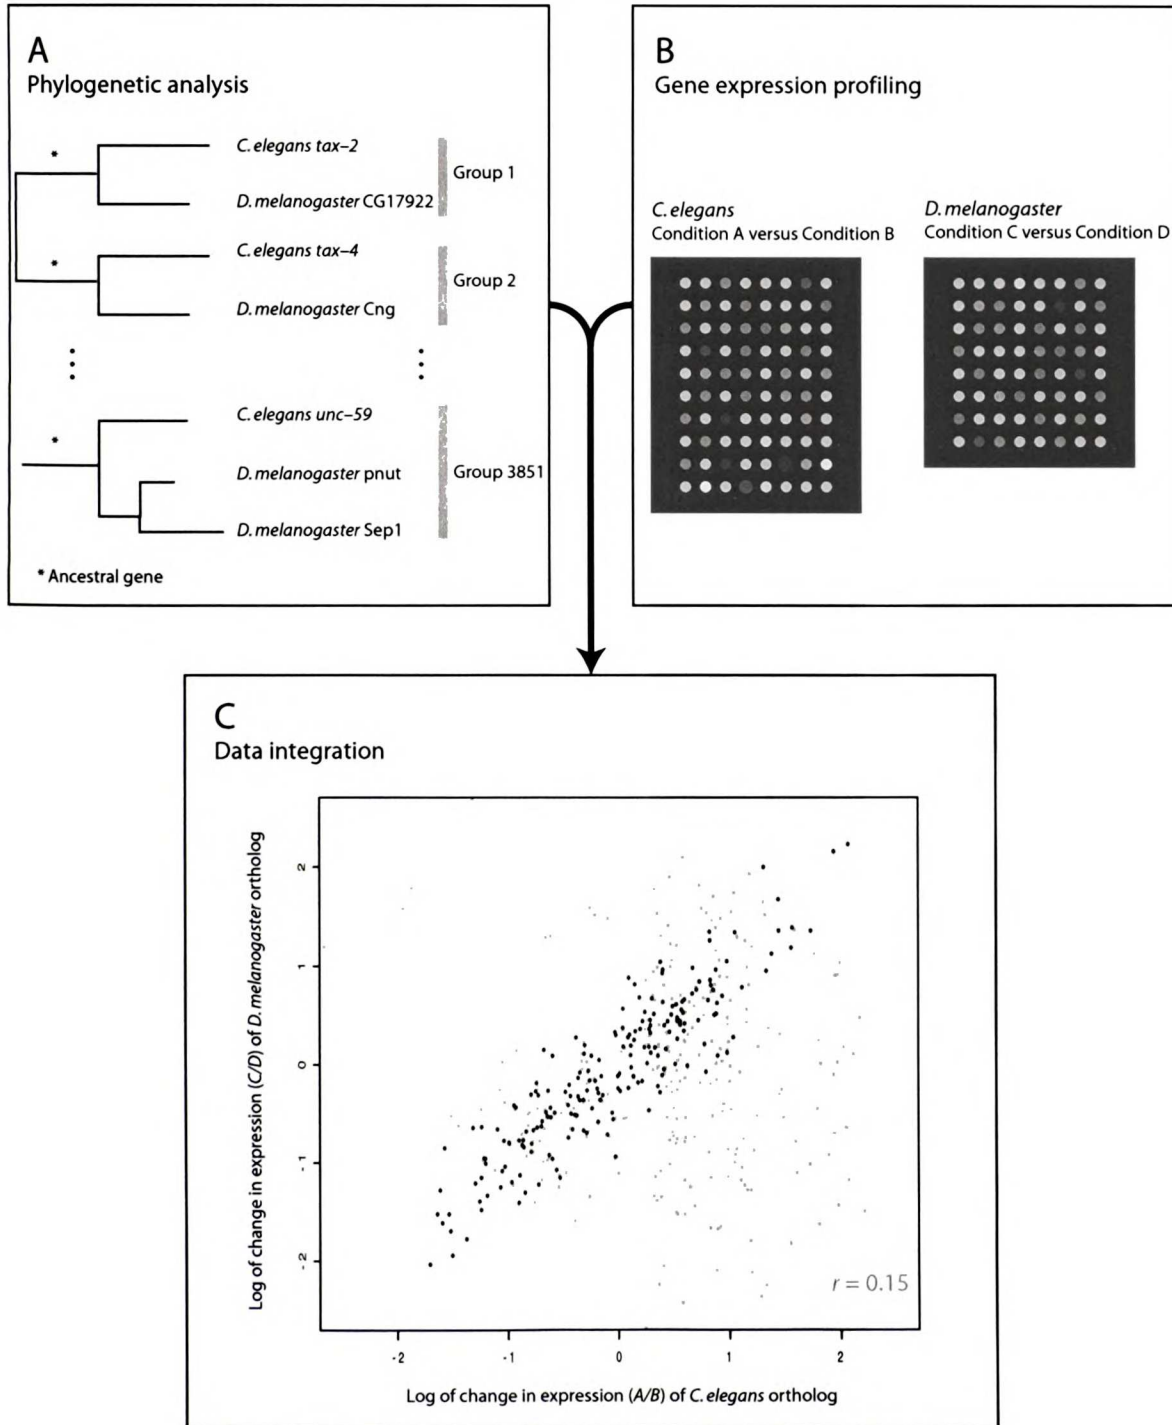 A
Phylogenetic analysis
*
C. elegans tax–2
Group 1
D. melanogaster CG17922
*
C. elegans tax–4
Group 2
D. melanogaster Cng
C. elegans unc–59
*
D. melanogaster pnut
Group 3851
D. melanogaster Sep1
* Ancestral gene
B
Gene expression profiling
C. elegans
Condition A versus Condition B
D. melanogaster
Condition C versus Condition D
C
Data integration
Log of change in expression (C/D) of D. melanogaster ortholog
2
1
0
-1
-2
r = 0.15
-2 -1 0 1 2
Log of change in expression (A/B) of C. elegans ortholog